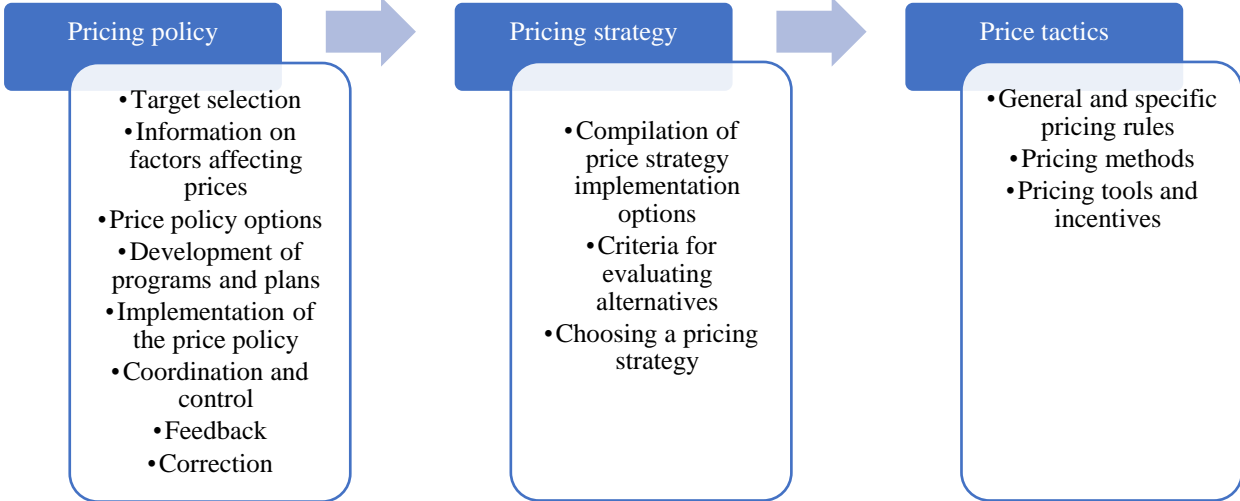 Pricing policy
•Target selection
•Information on
factors affecting
prices
•Price policy options
•Development of
programs and plans
•Implementation of
the price policy
•Coordination and
control
•Feedback
•Correction
Pricing strategy
•Compilation of
price strategy
implementation
options
•Criteria for
evaluating
alternatives
•Choosing a pricing
strategy
Price tactics
•General and specific
pricing rules
•Pricing methods
•Pricing tools and
incentives